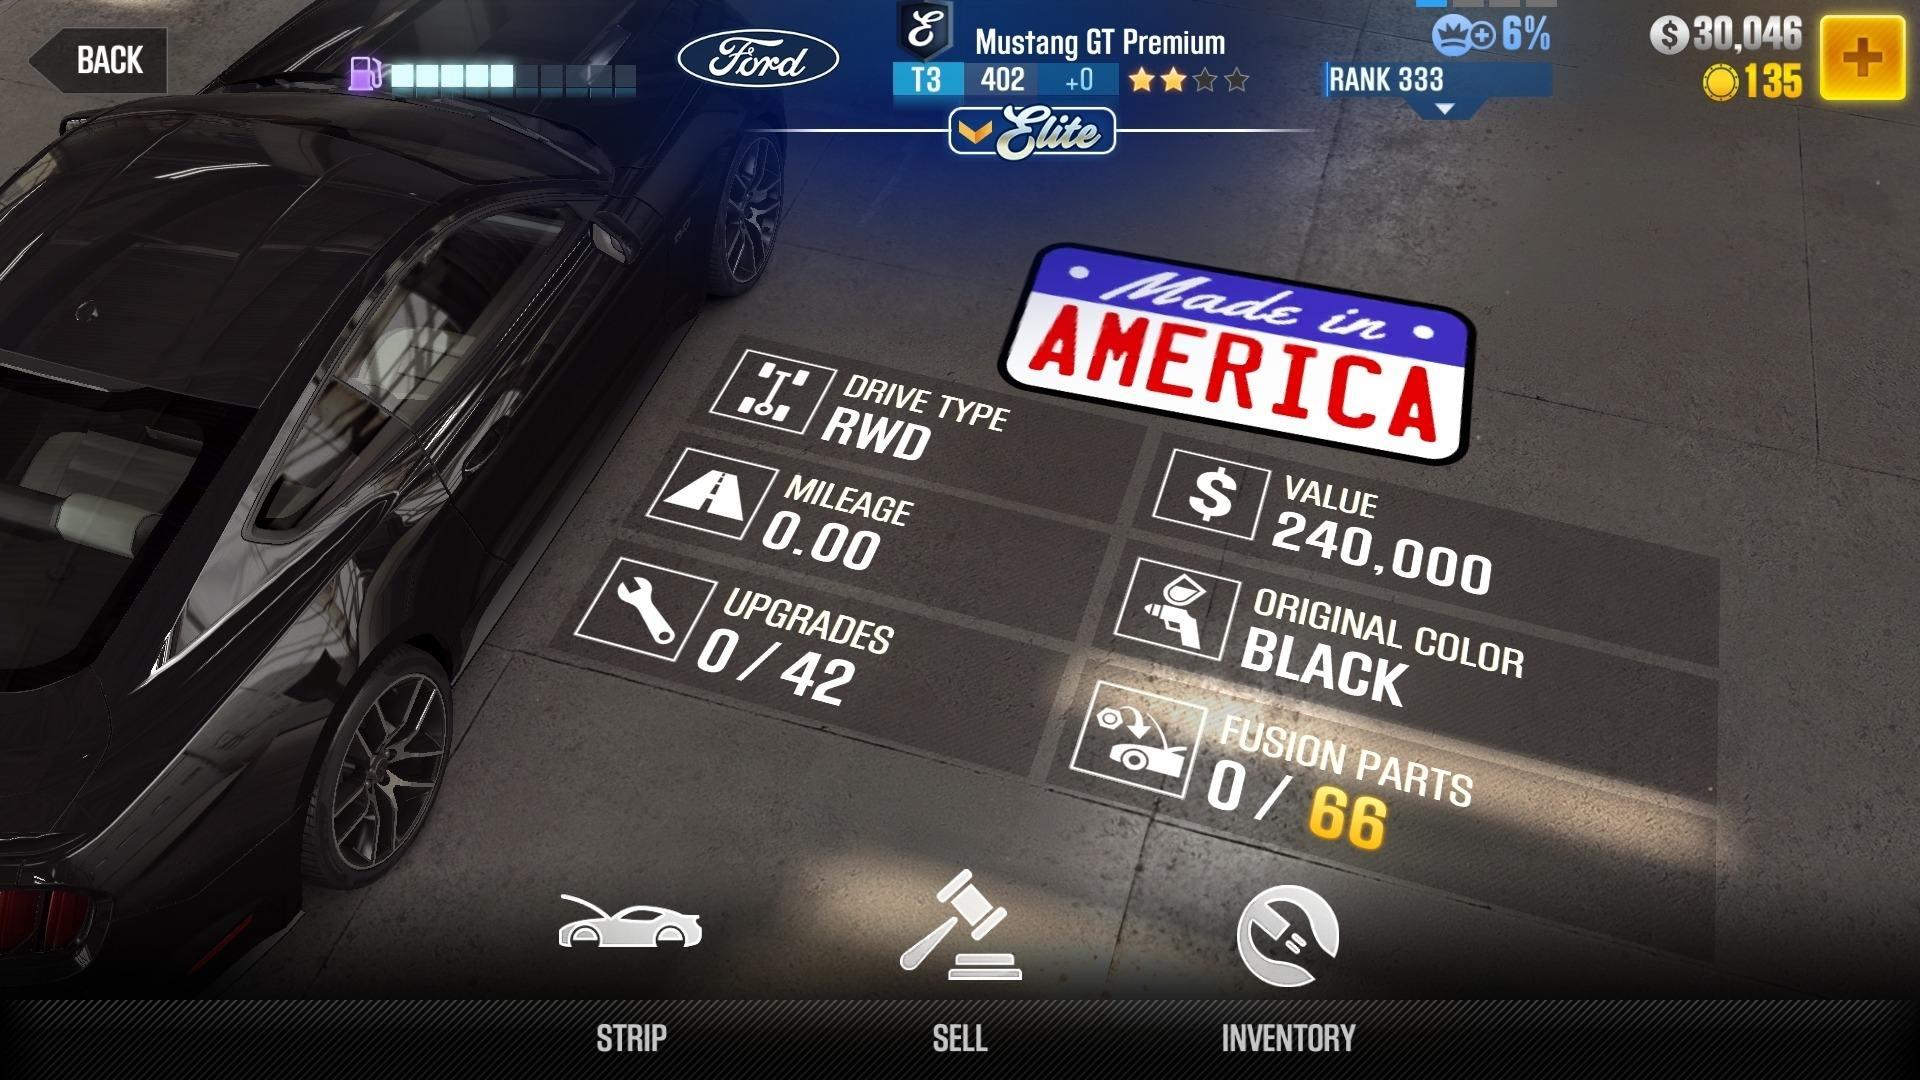 BACK
Ford
E
Mustang GT Premium
T3 402 +0
Elite
6%
RANK 333
$ 30,046
135
Made in
AMERICA
DRIVE TYPE
RWD
MILEAGE
0.00
UPGRADES
0/42
$ VALUE
240,000
ORIGINAL COLOR
BLACK
FUSION PARTS
0/ 66
STRIP
SELL
INVENTORY